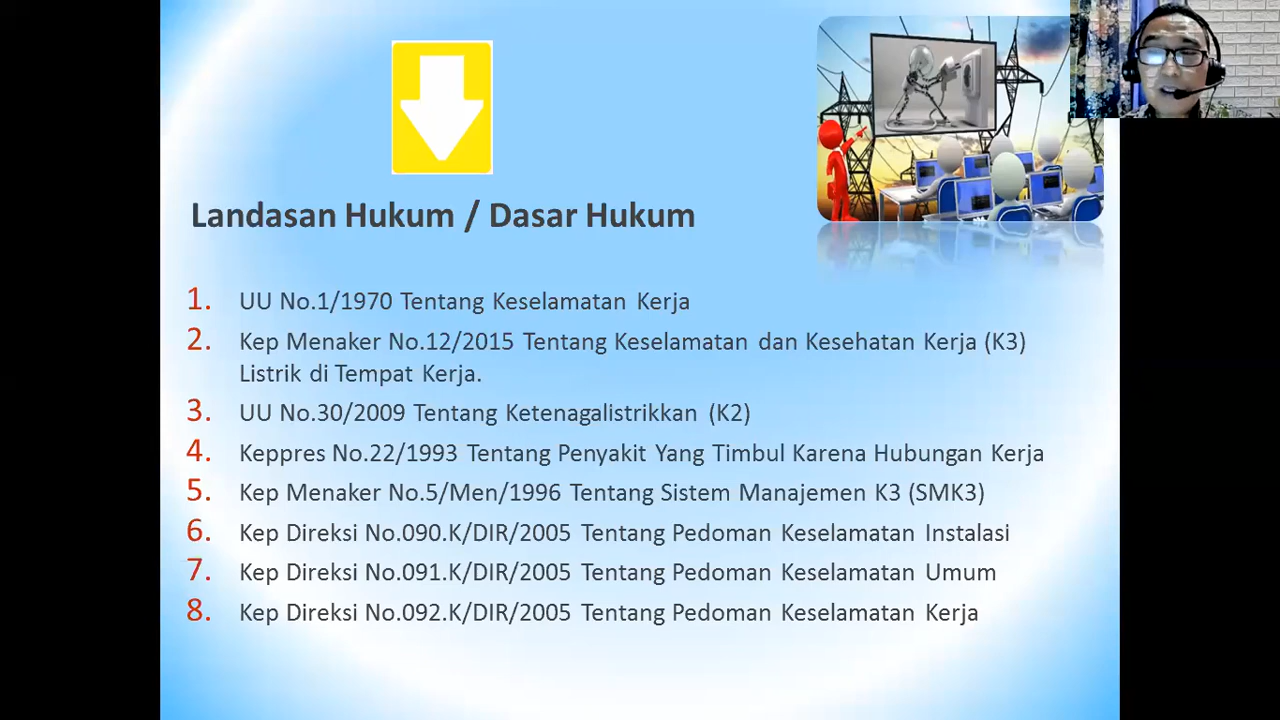 Landasan Hukum / Dasar Hukum
1. UU No.1/1970 Tentang Keselamatan Kerja
2. Kep Menaker No.12/2015 Tentang Keselamatan dan Kesehatan Kerja (K3)
Listrik di Tempat Kerja.
3. UU No.30/2009 Tentang Ketenagalistrikkan (K2)
4. Keppres No.22/1993 Tentang Penyakit Yang Timbul Karena Hubungan Kerja
5. Kep Menaker No.5/Men/1996 Tentang Sistem Manajemen K3 (SMK3)
6. Kep Direksi No.090.K/DIR/2005 Tentang Pedoman Keselamatan Instalasi
7. Kep Direksi No.091.K/DIR/2005 Tentang Pedoman Keselamatan Umum
8. Kep Direksi No.092.K/DIR/2005 Tentang Pedoman Keselamatan Kerja